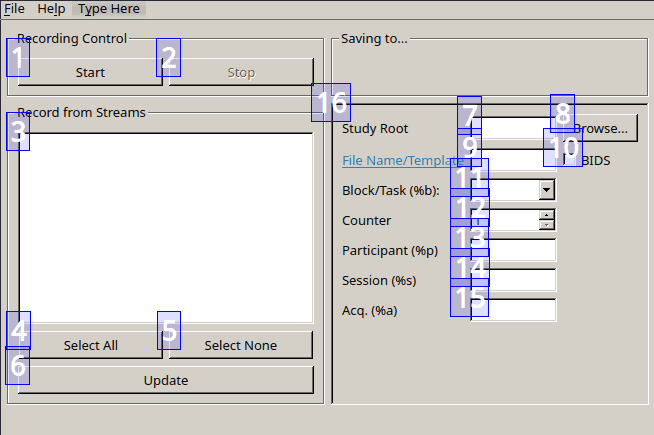 File Help Type Here
Recording Control
1 Start 2 Stop
Record from Streams
3
4 Select All 5 Select None
6 Update
Saving to...
16
Study Root 7 8 Browse...
File Name/Template 9 10 BIDS
Block/Task (%b): 11
Counter 12
Participant (%p) 13
Session (%s) 14
Acq. (%a) 15